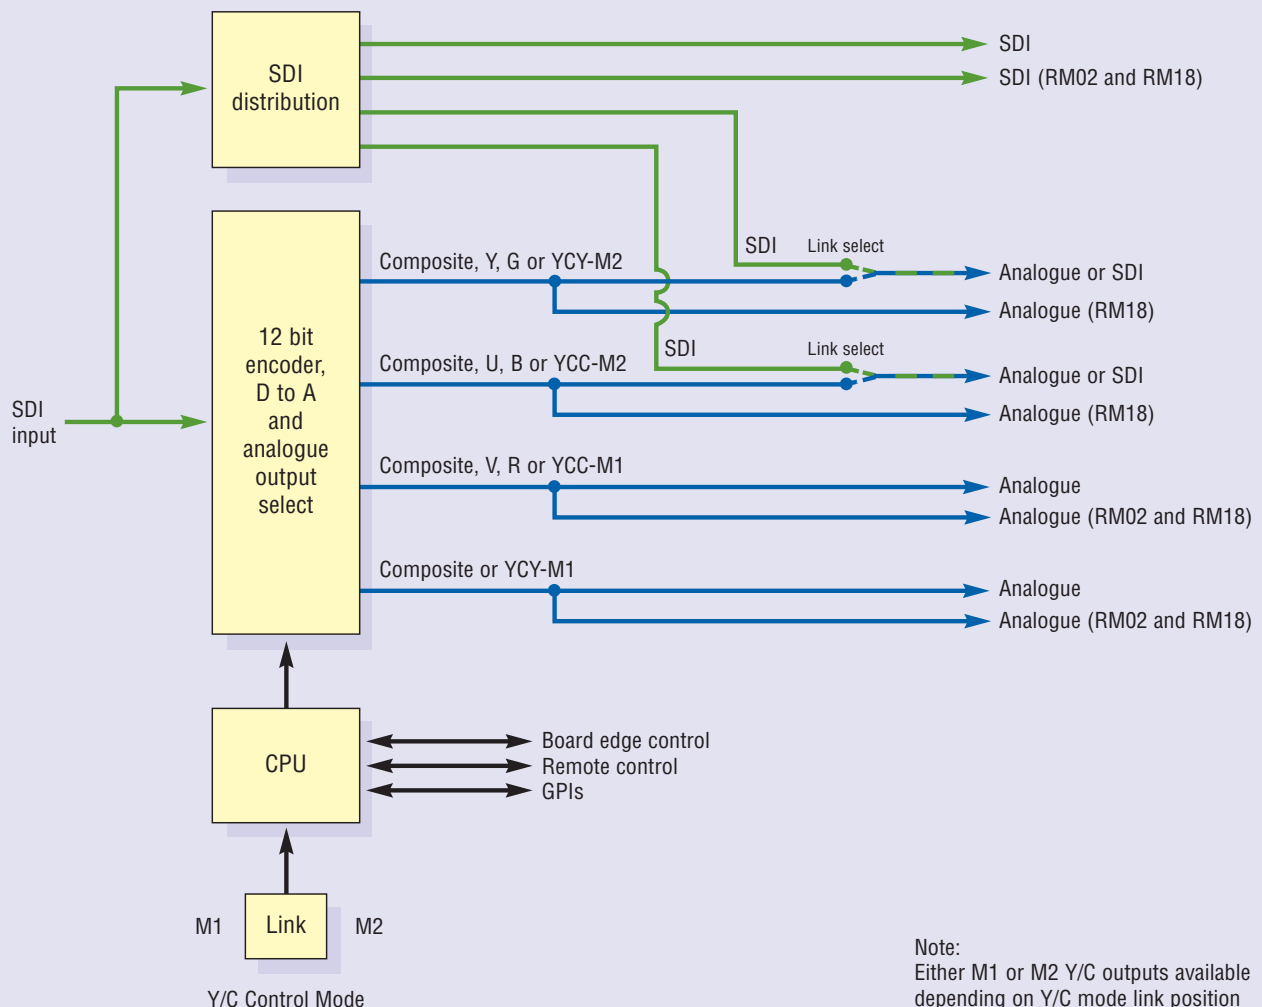 SDI
distribution
SDI
SDI (RM02 and RM18)
SDI
Link select
Composite, Y, G or YCY-M2
Analogue or SDI
Analogue (RM18)
12 bit
encoder,
D to A
and
analogue
output
select
SDI
Link select
Composite, U, B or YCC-M2
Analogue or SDI
Analogue (RM18)
SDI
input
Composite, V, R or YCC-M1
Analogue
Analogue (RM02 and RM18)
Composite or YCY-M1
Analogue
Analogue (RM02 and RM18)
CPU
Board edge control
Remote control
GPIs
M1
Link
M2
Y/C Control Mode
Note:
Either M1 or M2 Y/C outputs available
depending on Y/C mode link position